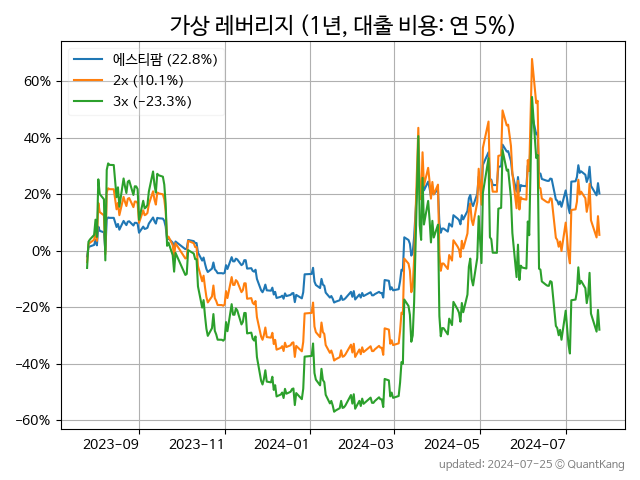 가상 레버리지 (1년, 대출 비용: 연 5%)
에스티팜 (22.8%)
2x (10.1%)
3x (−23.3%)
60%
40%
20%
0%
−20%
−40%
−60%
2023−09
2023−11
2024−01
2024−03
2024−05
2024−07
updated: 2024-07-25 © QuantKang